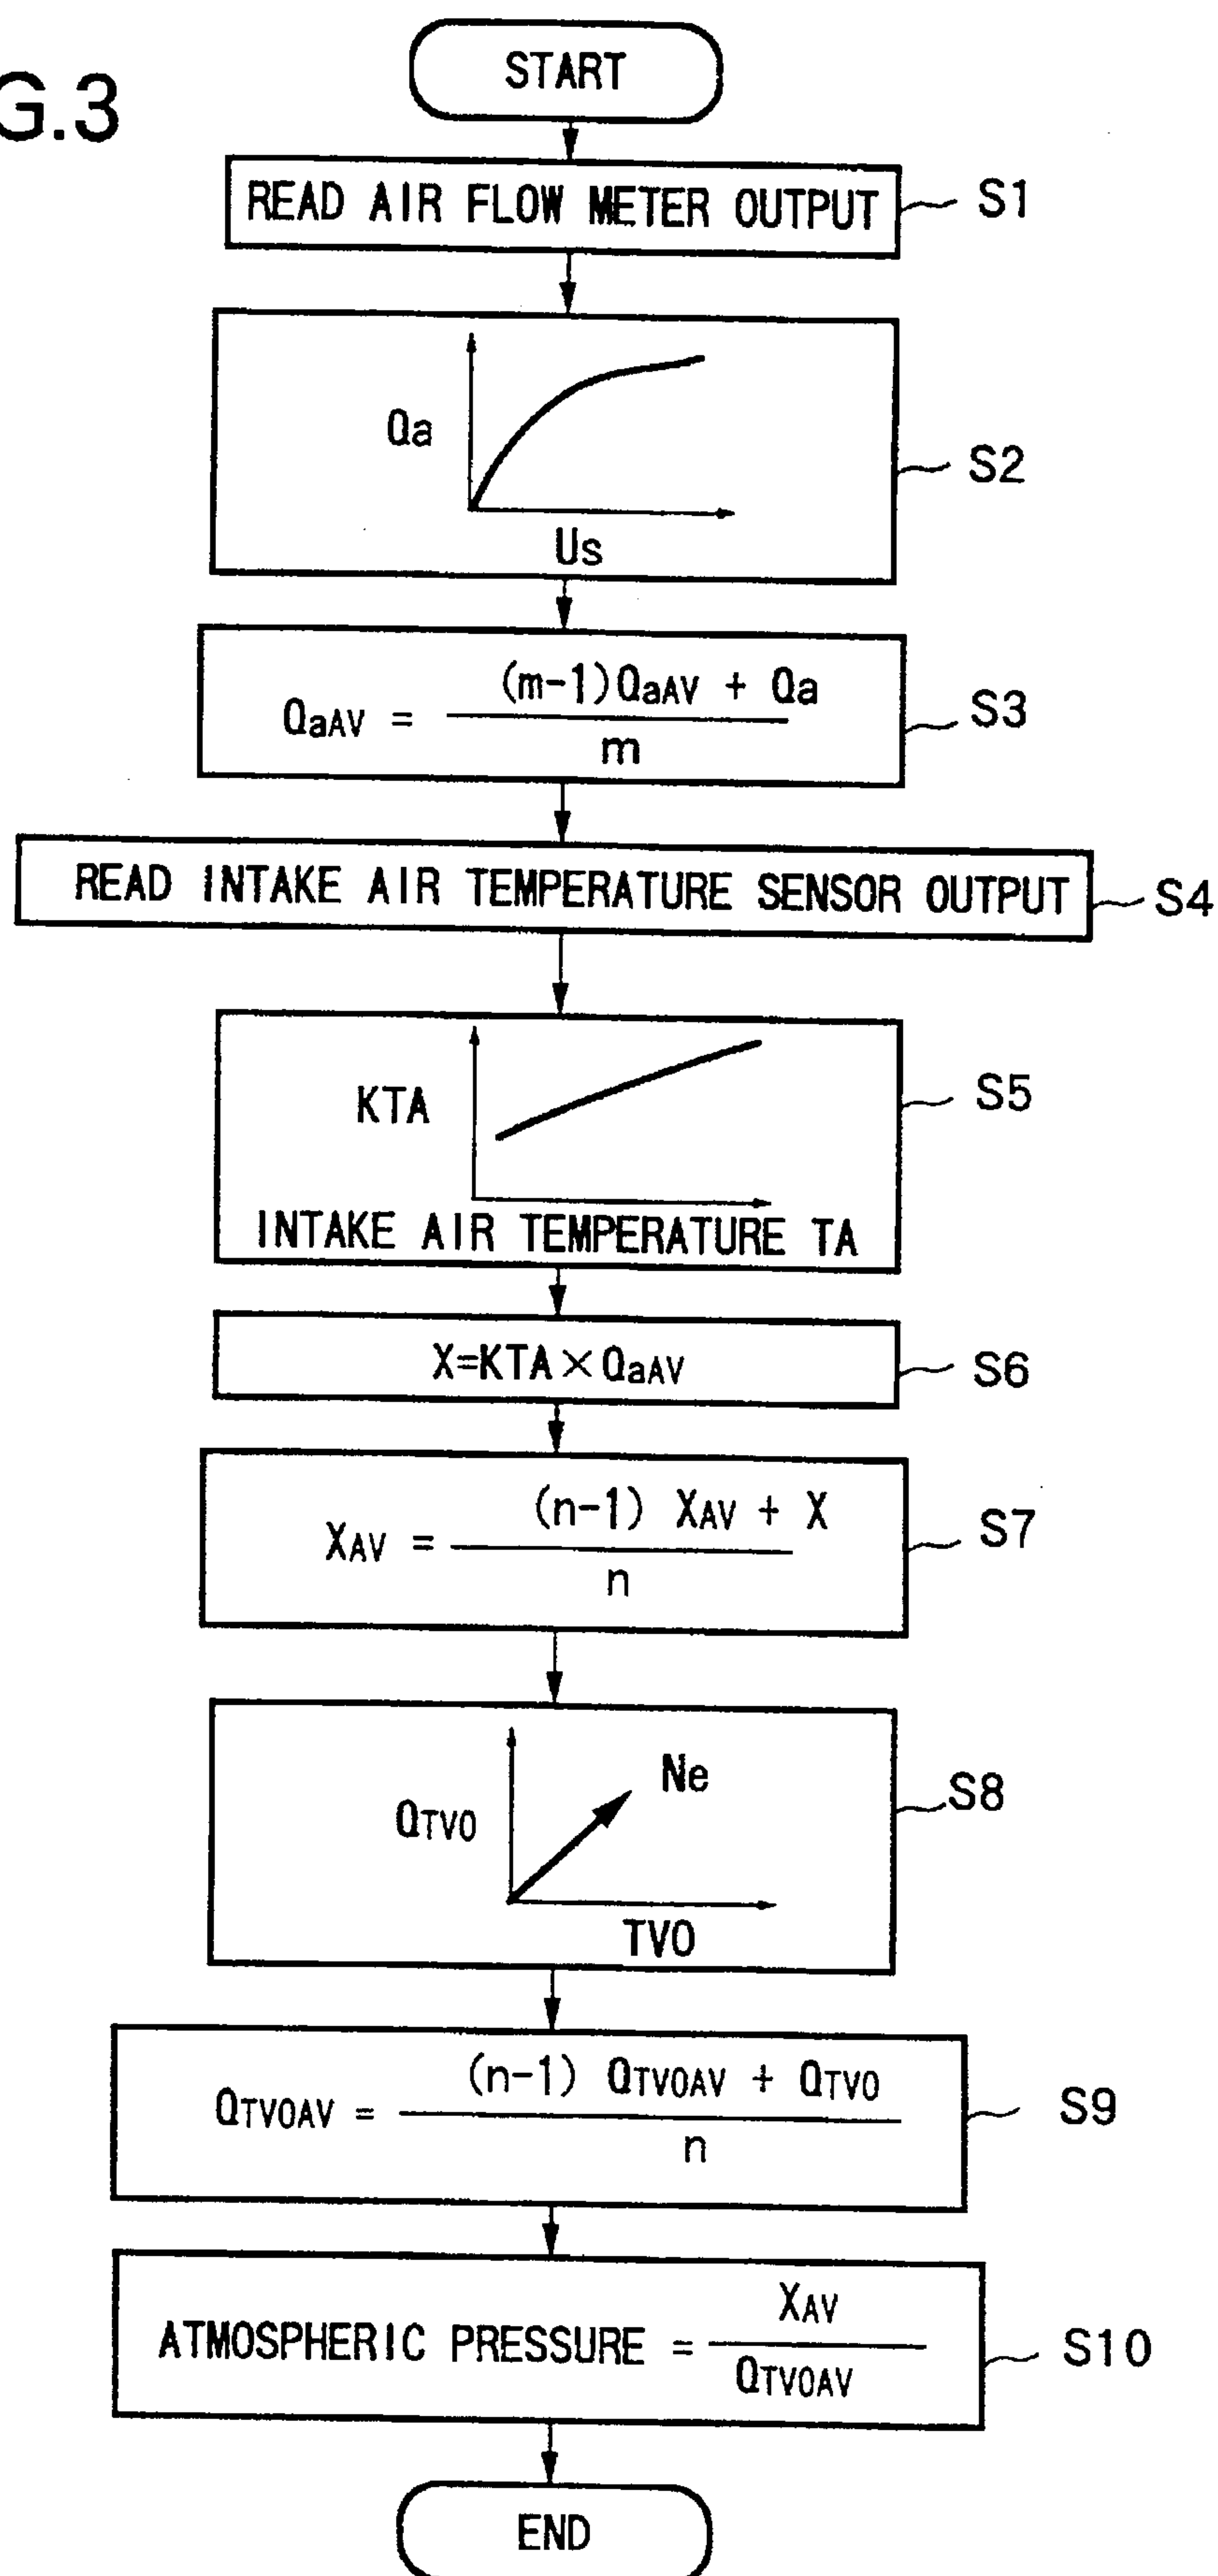 G.3
START
READ AIR FLOW METER OUTPUT
S1
Qa
Us
S2
QaAV = (m-1)QaAV + Qa
m
S3
READ INTAKE AIR TEMPERATURE SENSOR OUTPUT
S4
KTA
INTAKE AIR TEMPERATURE TA
S5
X=KTA×QaAV
S6
XAV = (n-1) XAV + X
n
S7
QTVO
Ne
TVO
S8
QTVOAV = (n-1) QTVOAV + QTVO
n
S9
ATMOSPHERIC PRESSURE = XAV
QTVOAV
S10
END